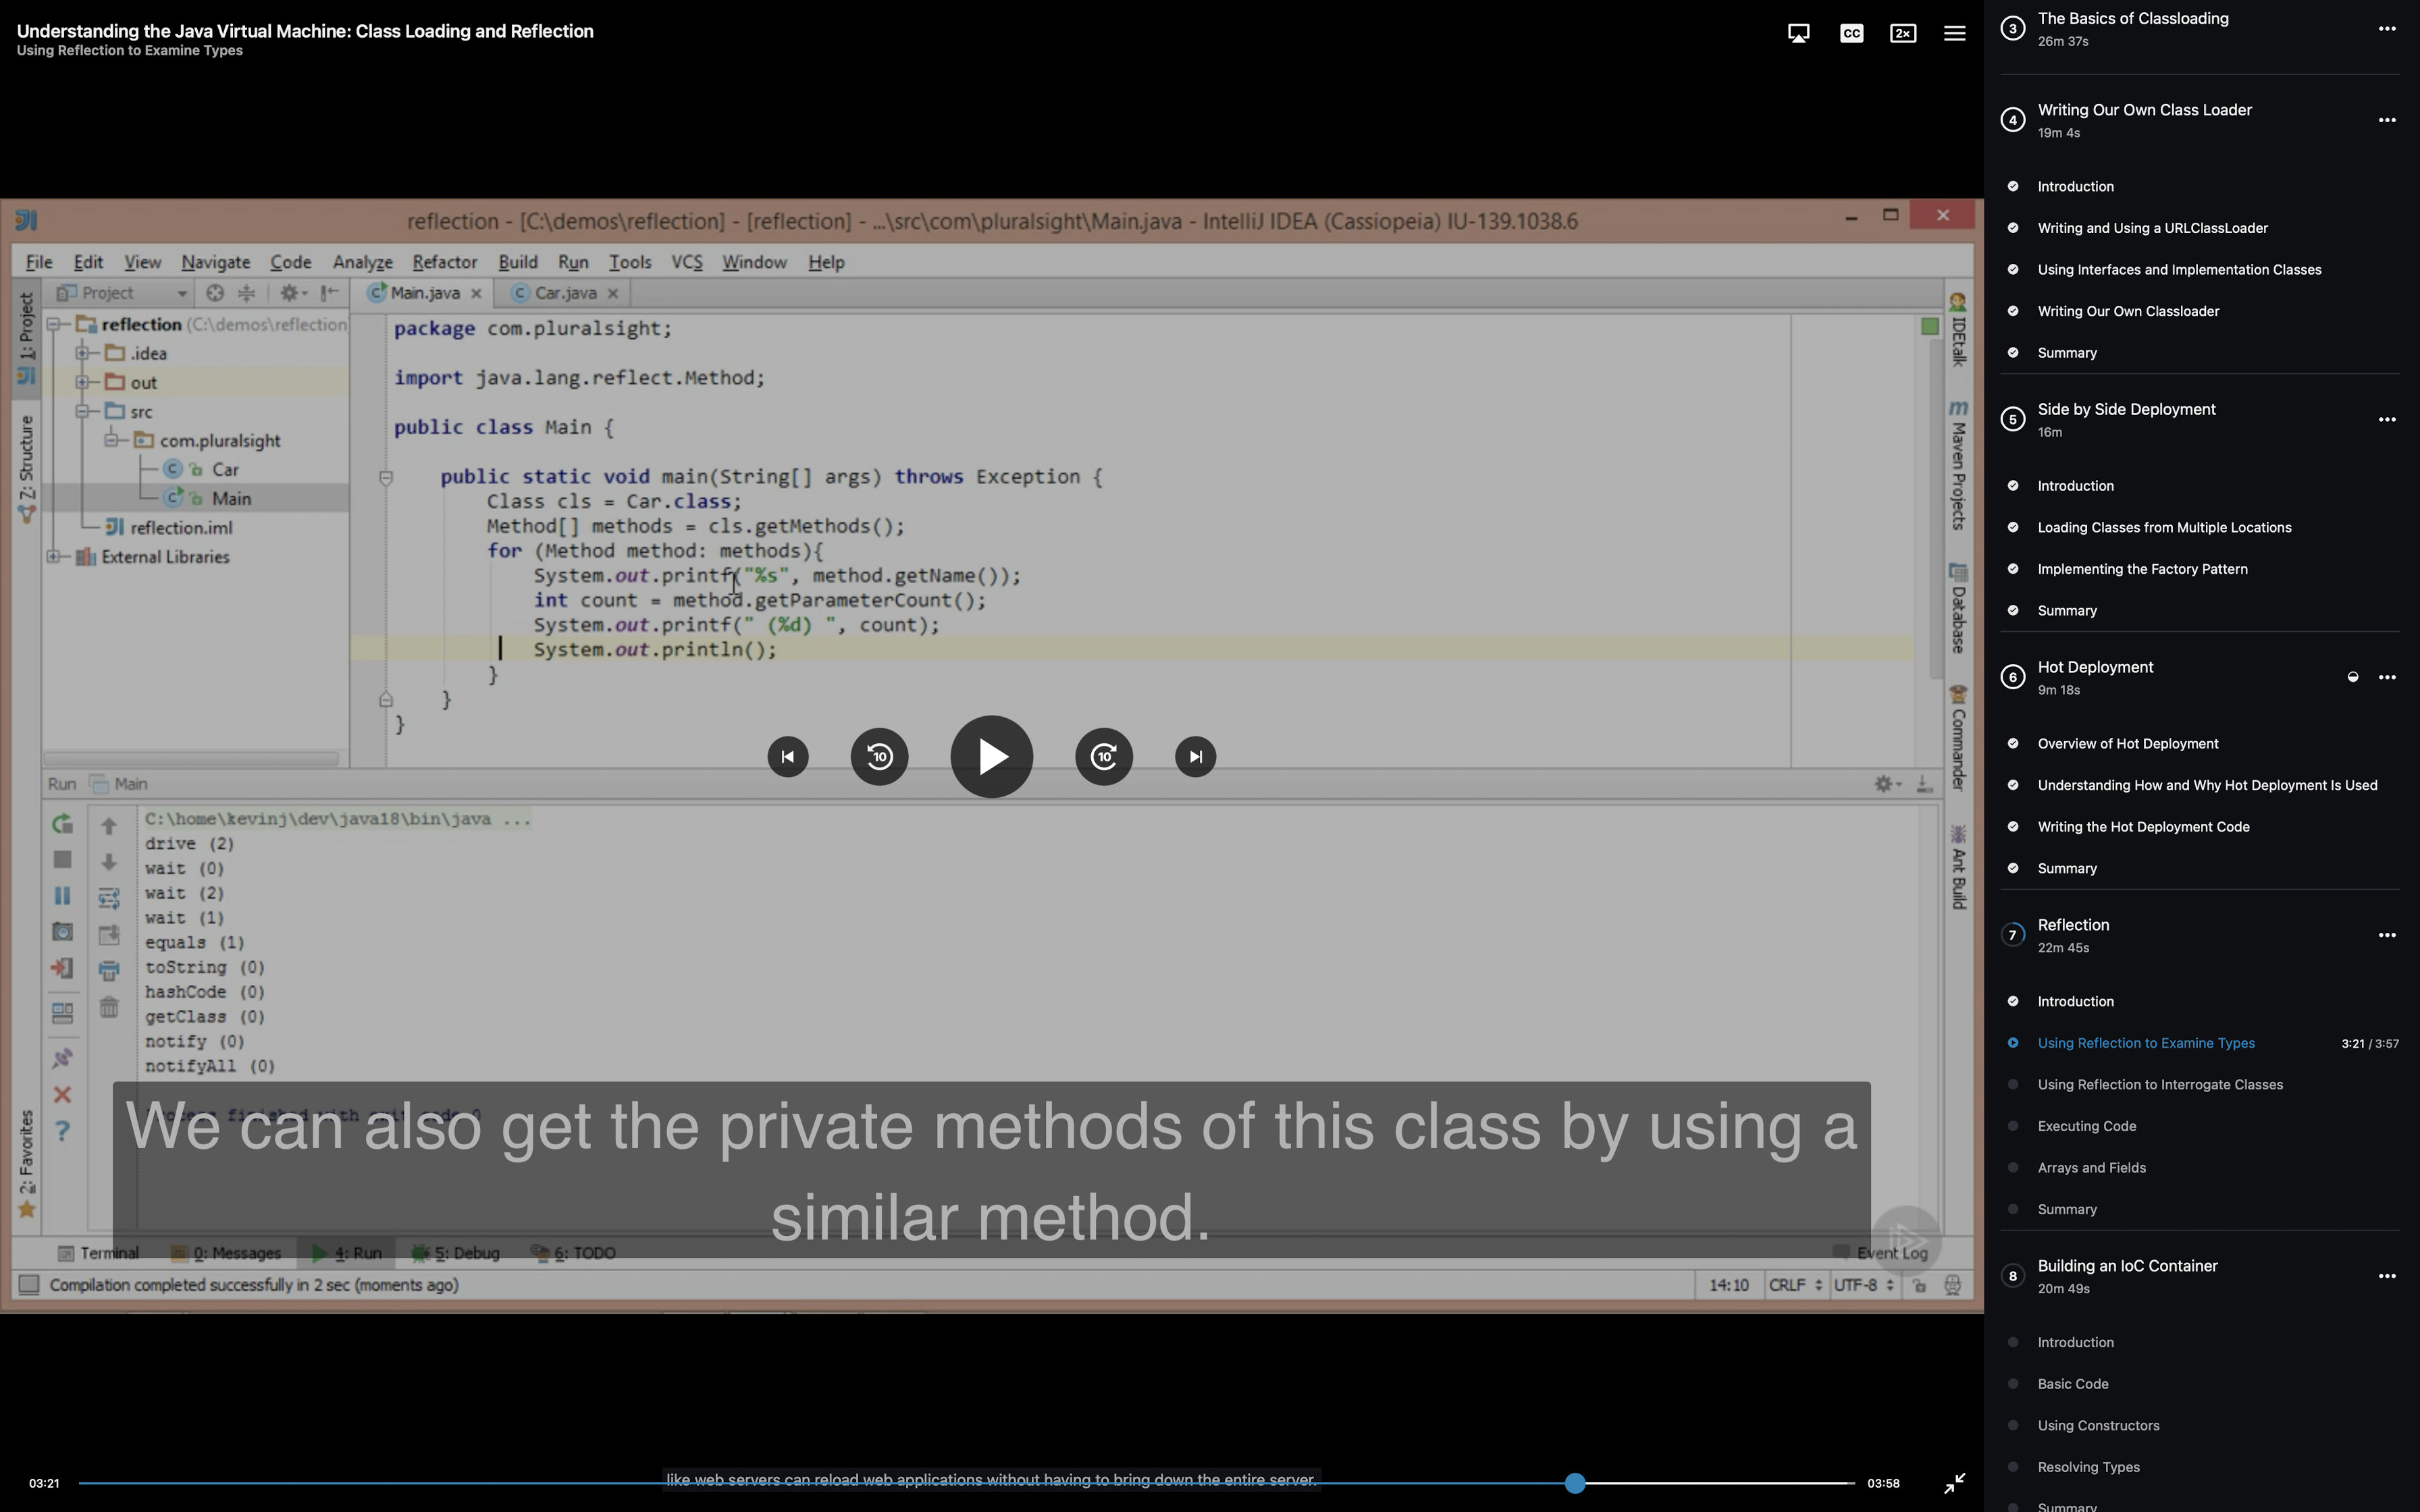 Understanding the Java Virtual Machine: Class Loading and Reflection
Using Reflection to Examine Types
CC
2×
reflection - [C:\demos\reflection] - [reflection] - ...\src\com\pluralsight\Main.java - IntelliJ IDEA (Cassiopeia) IU-139.1038.6
File Edit View Navigate Code Analyze Refactor Build Run Tools VCS Window Help
Project
Main.java
Car.java
1: Project
Z: Structure
2: Favorites
reflection (C:\demos\reflection
.idea
out
src
com.pluralsight
Car
Main
reflection.iml
External Libraries
package com.pluralsight;
import java.lang.reflect.Method;
public class Main {
public static void main(String[] args) throws Exception {
Class cls = Car.class;
Method[] methods = cls.getMethods();
for (Method method: methods){
System.out.printf("%s", method.getName());
int count = method.getParameterCount();
System.out.printf(" (%d) ", count);
System.out.println();
}
}
}
IDEtalk
Maven Projects
Database
Commander
Ant Build
10
10
Run Main
C:\home\kevinj\dev\java18\bin\java ...
drive (2)
wait (0)
wait (2)
wait (1)
equals (1)
toString (0)
hashCode (0)
getClass (0)
notify (0)
notifyAll (0)
We can also get the private methods of this class by using a
similar method.
Terminal
0: Messages
4: Run
5: Debug
6: TODO
Event Log
Compilation completed successfully in 2 sec (moments ago)
14:10
CRLF
UTF-8
03:21
like web servers can reload web applications without having to bring down the entire server.
03:58
3
The Basics of Classloading
26m 37s
4
Writing Our Own Class Loader
19m 4s
Introduction
Writing and Using a URLClassLoader
Using Interfaces and Implementation Classes
Writing Our Own Classloader
Summary
5
Side by Side Deployment
16m
Introduction
Loading Classes from Multiple Locations
Implementing the Factory Pattern
Summary
6
Hot Deployment
9m 18s
Overview of Hot Deployment
Understanding How and Why Hot Deployment Is Used
Writing the Hot Deployment Code
Summary
7
Reflection
22m 45s
Introduction
Using Reflection to Examine Types
3:21 / 3:57
Using Reflection to Interrogate Classes
Executing Code
Arrays and Fields
Summary
8
Building an IoC Container
20m 49s
Introduction
Basic Code
Using Constructors
Resolving Types
Summary